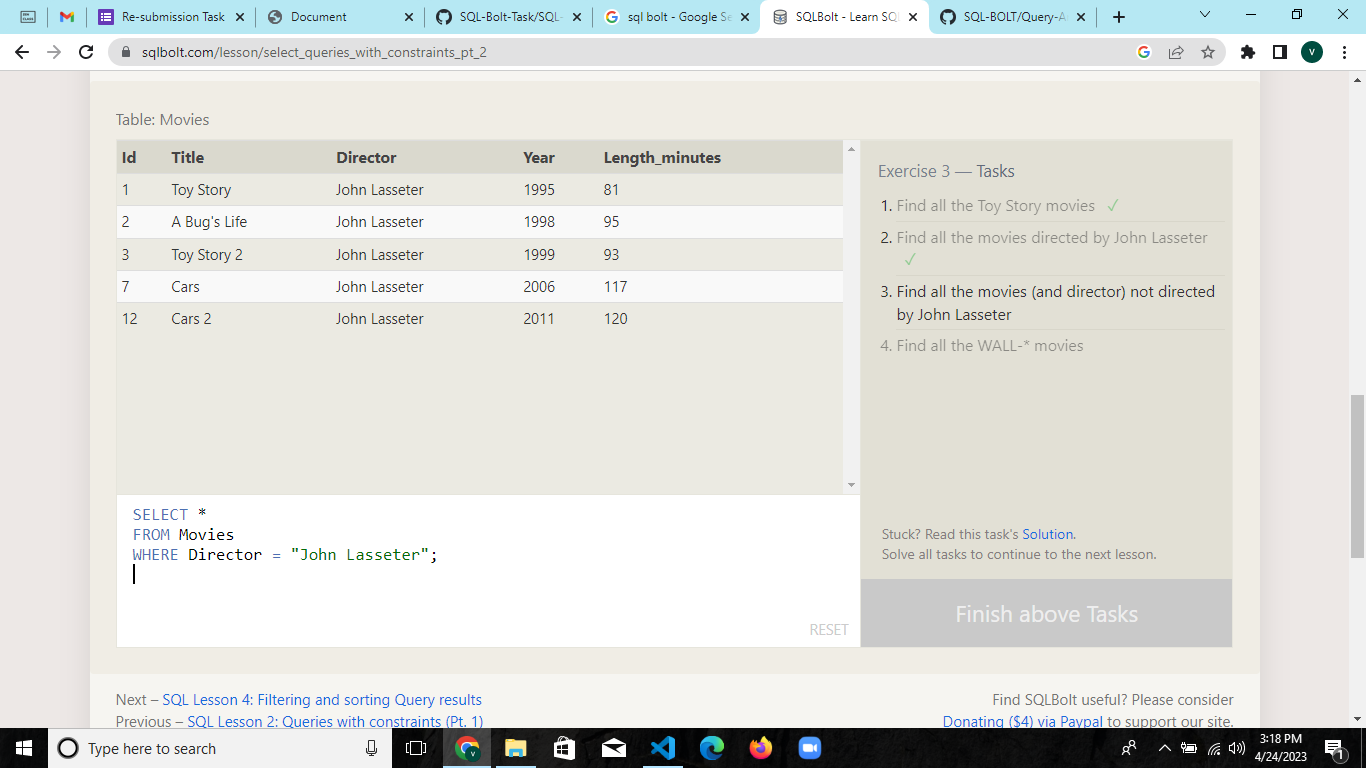 Re-submission Task
Document
SQL-Bolt-Task/SQL-
sql bolt - Google Se
SQLBolt - Learn SQL
SQL-BOLT/Query-A
sqlbolt.com/lesson/select_queries_with_constraints_pt_2
V
Table: Movies
Id Title Director Year Length_minutes
1 Toy Story John Lasseter 1995 81
2 A Bug's Life John Lasseter 1998 95
3 Toy Story 2 John Lasseter 1999 93
7 Cars John Lasseter 2006 117
12 Cars 2 John Lasseter 2011 120
Exercise 3 — Tasks
1. Find all the Toy Story movies ✓
2. Find all the movies directed by John Lasseter
✓
3. Find all the movies (and director) not directed
by John Lasseter
4. Find all the WALL-* movies
Stuck? Read this task's Solution.
Solve all tasks to continue to the next lesson.
Finish above Tasks
SELECT *
FROM Movies
WHERE Director = "John Lasseter";
RESET
Next – SQL Lesson 4: Filtering and sorting Query results
Previous – SQL Lesson 2: Queries with constraints (Pt. 1)
Find SQLBolt useful? Please consider
Donating ($4) via Paypal to support our site.
Type here to search
3:18 PM
4/24/2023
1